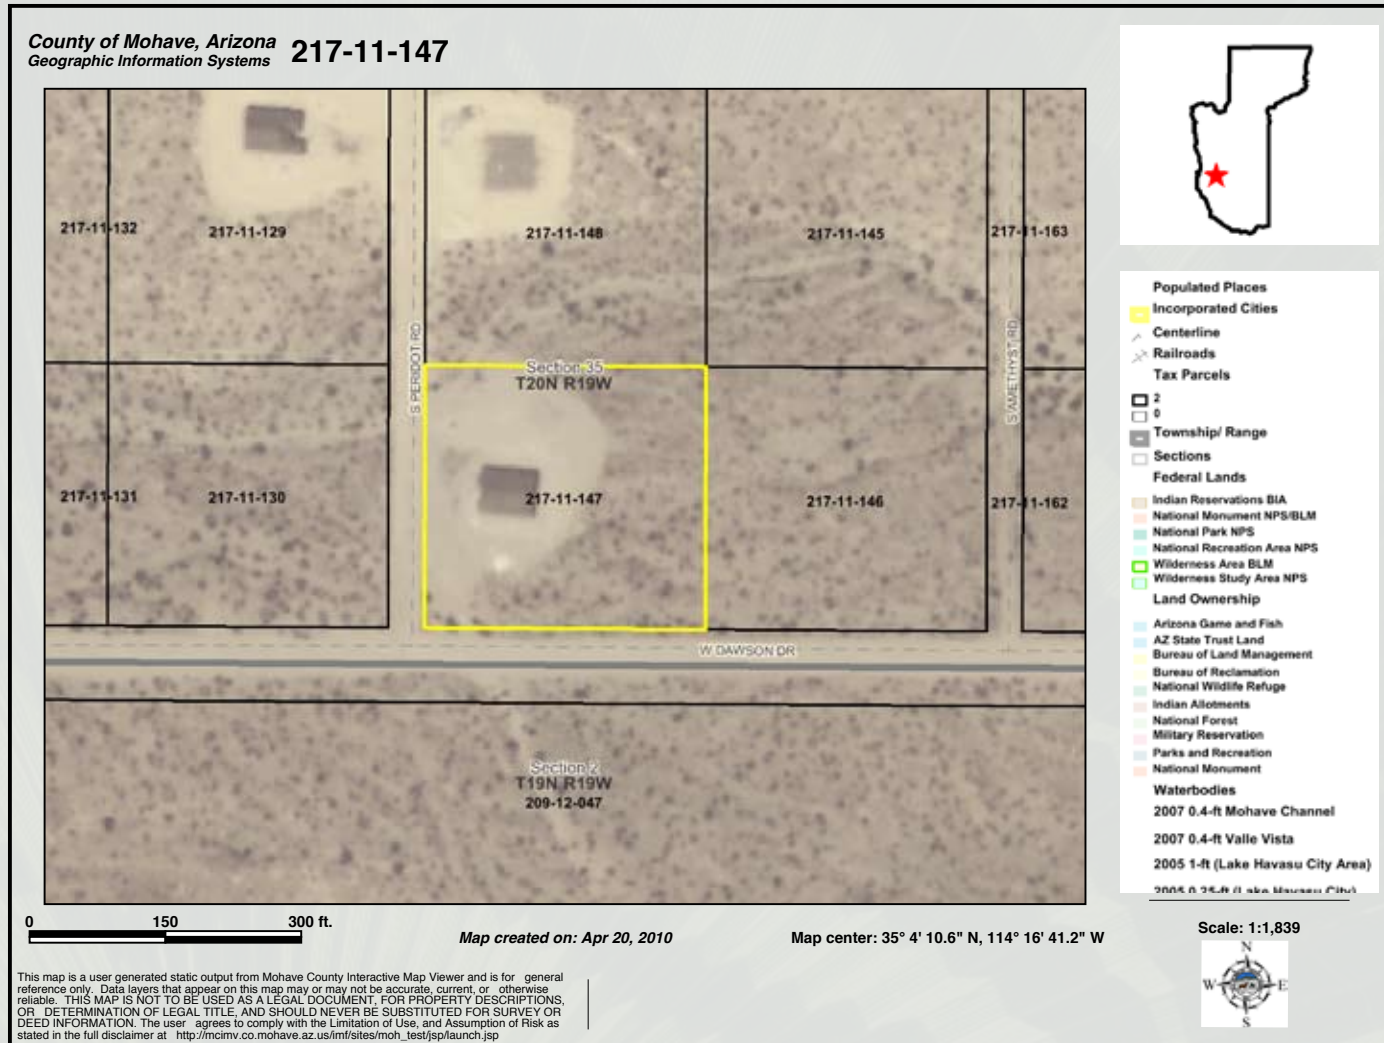 County of Mohave, Arizona
Geographic Information Systems
217-11-147
217-11-132
217-11-129
217-11-148
217-11-145
217-11-163
S PERIDOT RD
S AMETHYST RD
Section 35
T20N R19W
217-11-131
217-11-130
217-11-147
217-11-146
217-11-162
W DAWSON DR
Section 2
T19N R19W
209-12-047
Populated Places
Incorporated Cities
Centerline
Railroads
Tax Parcels
2
0
Township/ Range
Sections
Federal Lands
Indian Reservations BIA
National Monument NPS/BLM
National Park NPS
National Recreation Area NPS
Wilderness Area BLM
Wilderness Study Area NPS
Land Ownership
Arizona Game and Fish
AZ State Trust Land
Bureau of Land Management
Bureau of Reclamation
National Wildlife Refuge
Indian Allotments
National Forest
Military Reservation
Parks and Recreation
National Monument
Waterbodies
2007 0.4-ft Mohave Channel
2007 0.4-ft Valle Vista
2005 1-ft (Lake Havasu City Area)
2005 0.25-ft (Lake Havasu City)
0 150 300 ft.
Map created on: Apr 20, 2010
Map center: 35° 4' 10.6" N, 114° 16' 41.2" W
Scale: 1:1,839
N
W E
S
This map is a user generated static output from Mohave County Interactive Map Viewer and is for general
reference only. Data layers that appear on this map may or may not be accurate, current, or otherwise
reliable. THIS MAP IS NOT TO BE USED AS A LEGAL DOCUMENT, FOR PROPERTY DESCRIPTIONS,
OR DETERMINATION OF LEGAL TITLE, AND SHOULD NEVER BE SUBSTITUTED FOR SURVEY OR
DEED INFORMATION. The user agrees to comply with the Limitation of Use, and Assumption of Risk as
stated in the full disclaimer at http://mcimv.co.mohave.az.us/imf/sites/moh_test/jsp/launch.jsp